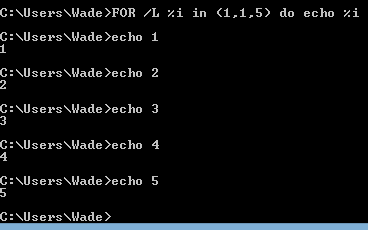 C:\Users\Wade>FOR /L %i in (1,1,5) do echo %i
C:\Users\Wade>echo 1
1
C:\Users\Wade>echo 2
2
C:\Users\Wade>echo 3
3
C:\Users\Wade>echo 4
4
C:\Users\Wade>echo 5
5
C:\Users\Wade>